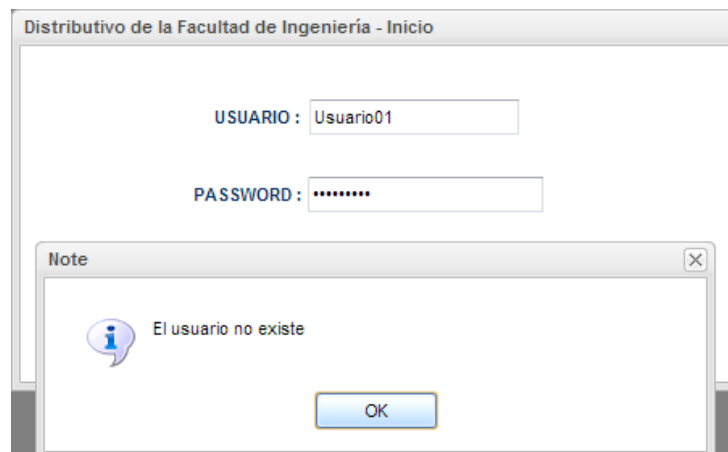 Distributivo de la Facultad de Ingeniería - Inicio
USUARIO : Usuario01
PASSWORD : •••••••••
Note
El usuario no existe
OK